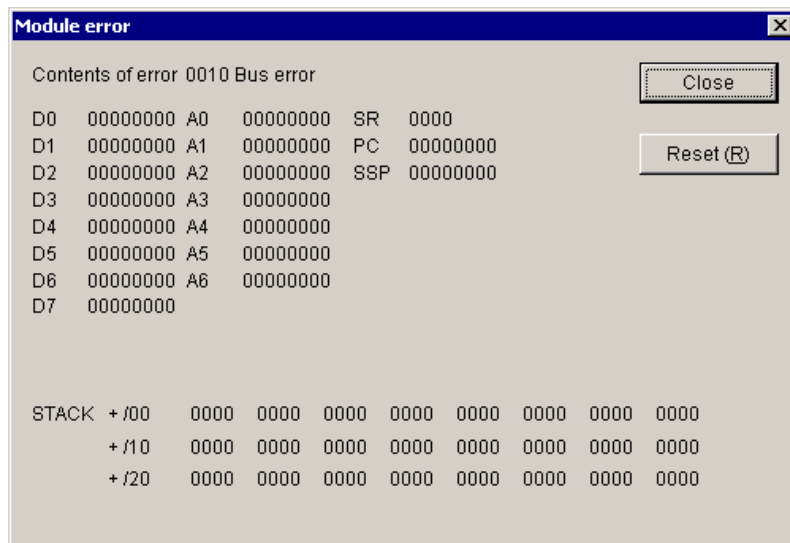 Module error
Contents of error 0010 Bus error
Close
D0 00000000 A0 00000000 SR 0000
D1 00000000 A1 00000000 PC 00000000
Reset (R)
D2 00000000 A2 00000000 SSP 00000000
D3 00000000 A3 00000000
D4 00000000 A4 00000000
D5 00000000 A5 00000000
D6 00000000 A6 00000000
D7 00000000
STACK + /00 0000 0000 0000 0000 0000 0000 0000 0000
+ /10 0000 0000 0000 0000 0000 0000 0000 0000
+ /20 0000 0000 0000 0000 0000 0000 0000 0000